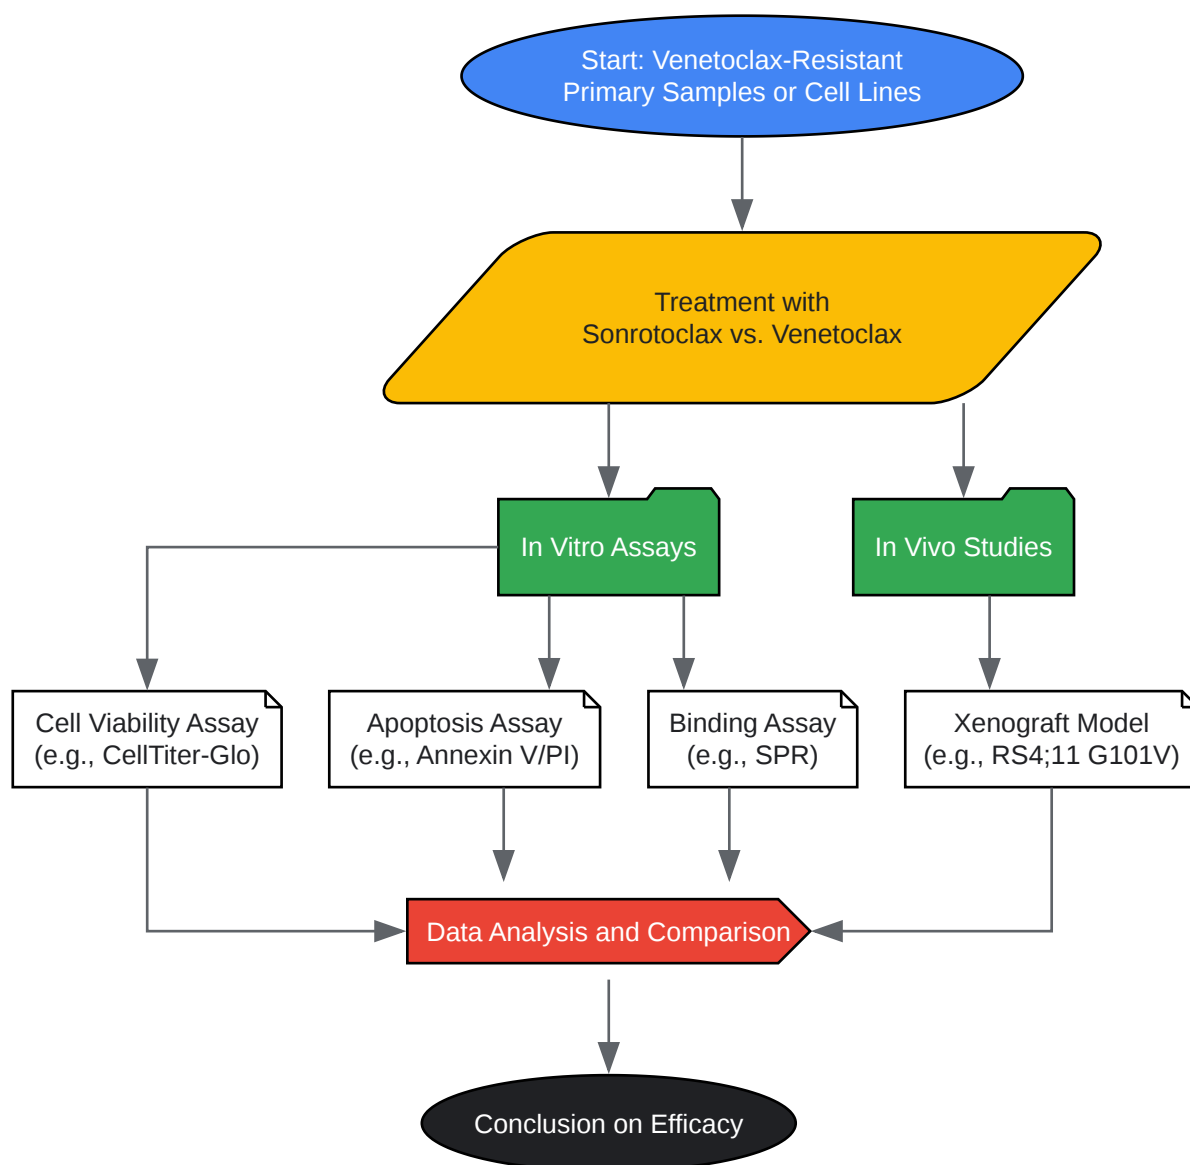 Start: Venetoclax-Resistant
Primary Samples or Cell Lines
Treatment with
Sonrotoclax vs. Venetoclax
In Vitro Assays
In Vivo Studies
Cell Viability Assay
(e.g., CellTiter-Glo)
Apoptosis Assay
(e.g., Annexin V/PI)
Binding Assay
(e.g., SPR)
Xenograft Model
(e.g., RS4;11 G101V)
Data Analysis and Comparison
Conclusion on Efficacy